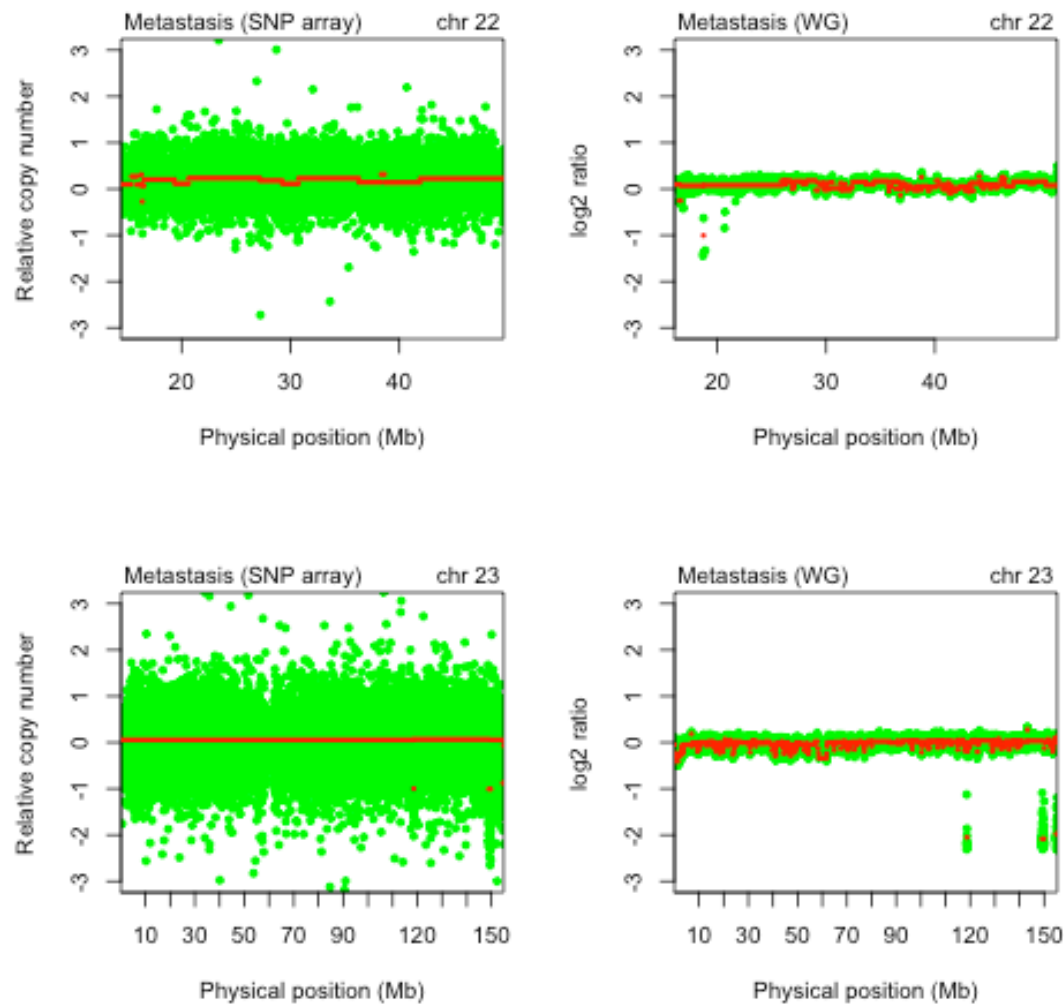 Metastasis (SNP array) chr 22
Relative copy number
3
2
1
0
-1
-2
-3
20 30 40
Physical position (Mb)
Metastasis (WG) chr 22
log2 ratio
3
2
1
0
-1
-2
-3
20 30 40
Physical position (Mb)
Metastasis (SNP array) chr 23
Relative copy number
3
2
1
0
-1
-2
-3
10 30 50 70 90 120 150
Physical position (Mb)
Metastasis (WG) chr 23
log2 ratio
3
2
1
0
-1
-2
-3
10 30 50 70 90 120 150
Physical position (Mb)